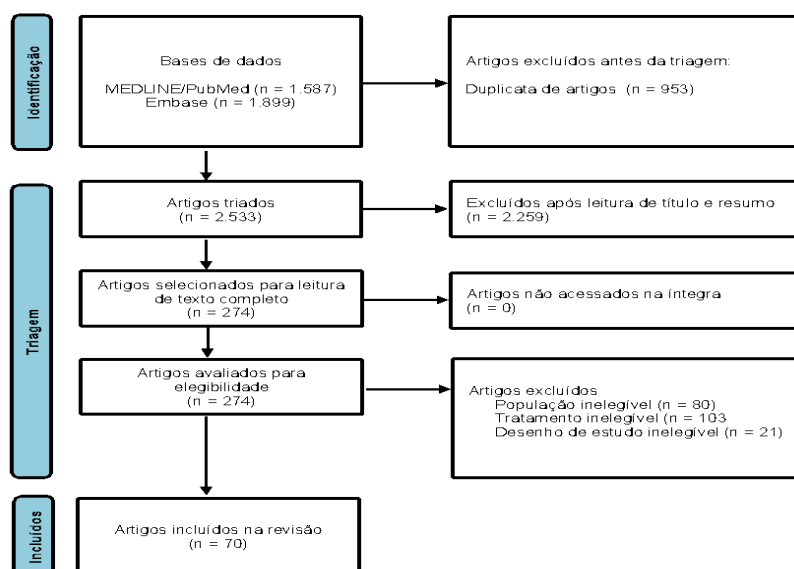 Identificação
Bases de dados
MEDLINE/PubMed (n = 1.587)
Embase (n = 1.899)
Artigos excluídos antes da triagem:
Duplicata de artigos (n = 953)
Triagem
Artigos triados
(n = 2.533)
Excluídos após leitura de título e resumo
(n = 2.259)
Artigos selecionados para leitura
de texto completo
(n = 274)
Artigos não acessados na íntegra
(n = 0)
Artigos avaliados para
elegibilidade
(n = 274)
Artigos excluídos
População inelegível (n = 80)
Tratamento inelegível (n = 103
Desenho de estudo inelegível (n = 21)
Incluídos
Artigos incluídos na revisão
(n = 70)